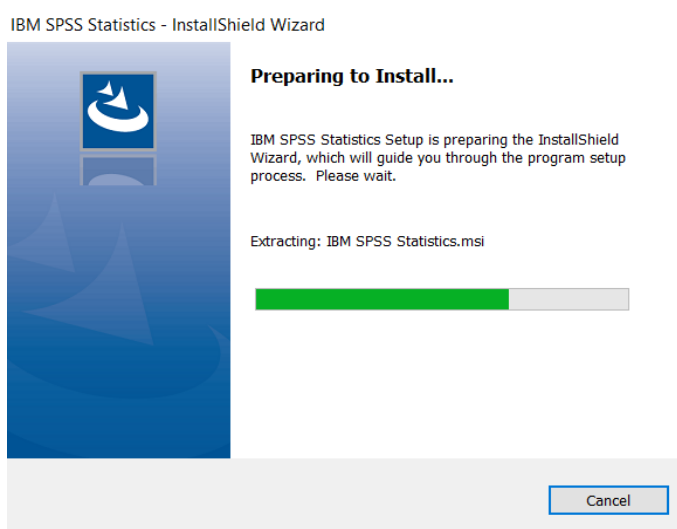 IBM SPSS Statistics - InstallShield Wizard
Preparing to Install...
IBM SPSS Statistics Setup is preparing the InstallShield
Wizard, which will guide you through the program setup
process. Please wait.
Extracting: IBM SPSS Statistics.msi
Cancel